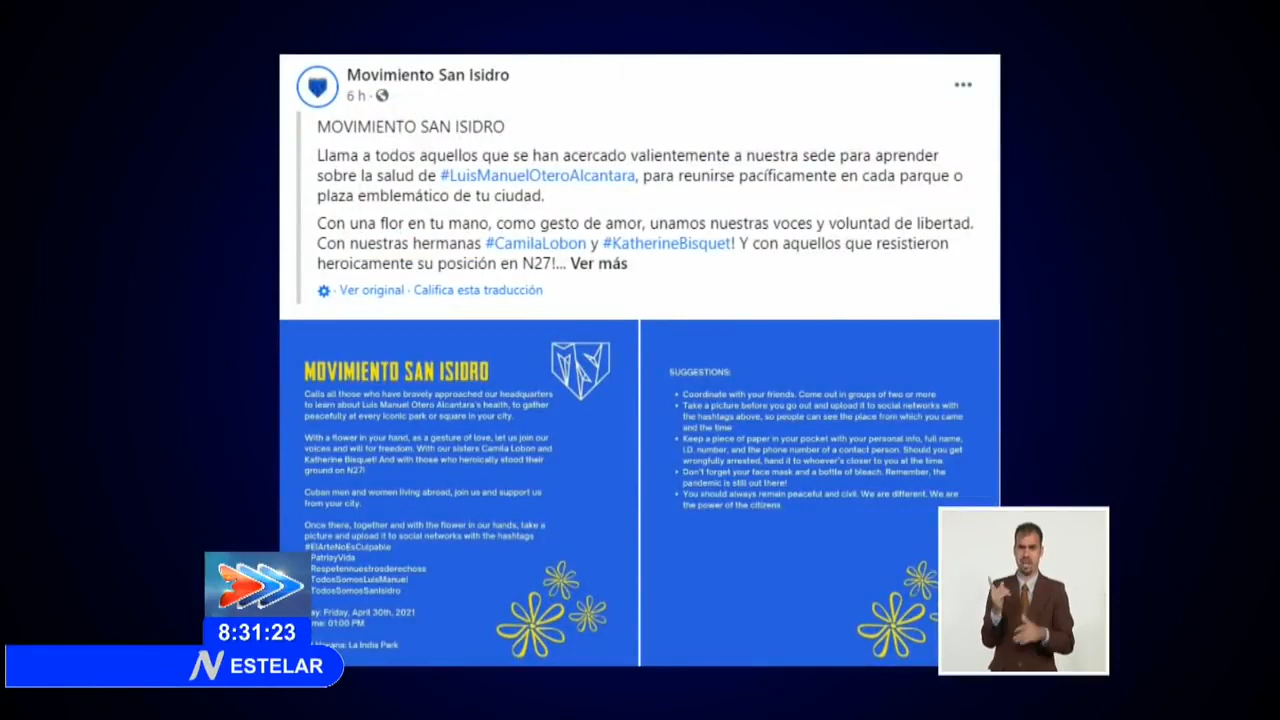 Movimiento San Isidro
6 h ·
MOVIMIENTO SAN ISIDRO
Llama a todos aquellos que se han acercado valientemente a nuestra sede para aprender
sobre la salud de #LuisManuelOteroAlcantara, para reunirse pacíficamente en cada parque o
plaza emblemático de tu ciudad.
Con una flor en tu mano, como gesto de amor, unamos nuestras voces y voluntad de libertad.
Con nuestras hermanas #CamilaLobon y #KatherineBisquet! Y con aquellos que resistieron
heroicamente su posición en N27!... Ver más
Ver original · Califica esta traducción
MOVIMIENTO SAN ISIDRO
Calls all those who have bravely approached our headquarters
to learn about Luis Manuel Otero Alcantara's health, to gather
peacefully at every iconic park or square in your city.
With a flower in your hand, as a gesture of love, let us join our
voices and will for freedom. With our sisters Camila Lobon and
Katherine Bisquet! And with those who heroically stood their
ground on N27!
Cuban men and women living abroad, join us and support us
from your city.
Once there, together and with the flower in our hands, take a
picture and upload it to social networks with the hashtags
#ElArteNoEsCulpable
PatriayVida
Respetennuestrosderechoss
TodosSomosLuisManuel
TodosSomosSanIsidro
ay: Friday, April 30th, 2021
me: 01:00 PM
La India Park
SUGGESTIONS:
• Coordinate with your friends. Come out in groups of two or more
• Take a picture before you go out and upload it to social networks with
the hashtags above, so people can see the place from which you came
and the time
• Keep a piece of paper in your pocket with your personal info, full name,
I.D. number, and the phone number of a contact person. Should you get
wrongfully arrested, hand it to whoever's closer to you at the time.
• Don't forget your face mask and a bottle of bleach. Remember, the
pandemic is still out there!
• You should always remain peaceful and civil. We are different. We are
the power of the citizens
8:31:23
N ESTELAR